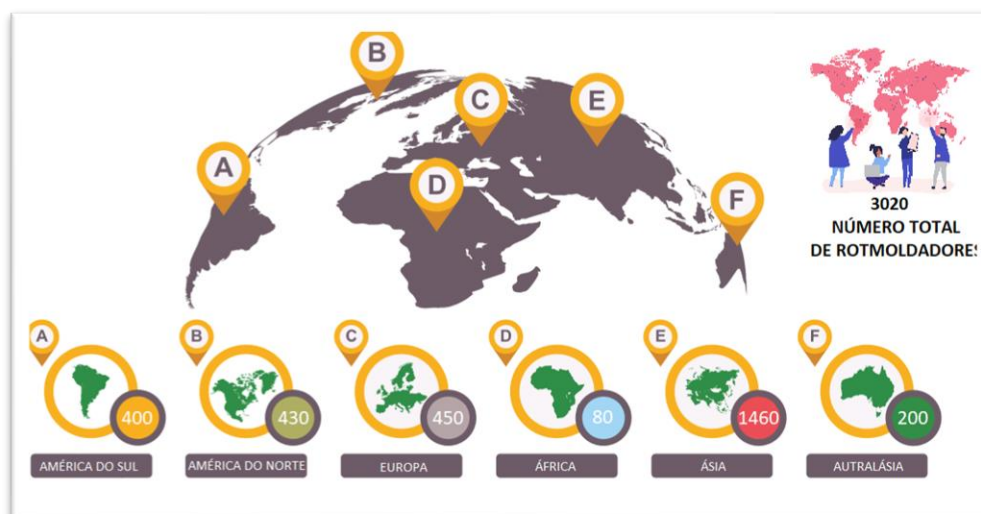 B
C
E
A
D
F
3020
NÚMERO TOTAL
DE ROTMOLDADORES
A
B
C
D
E
F
400
430
450
80
1460
200
AMÉRICA DO SUL
AMÉRICA DO NORTE
EUROPA
ÁFRICA
ÁSIA
AUTRALÁSIA